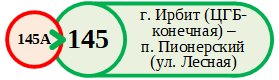 145А
145
г. Ирбит (ЦГБ-
конечная) –
п. Пионерский
(ул. Лесная)